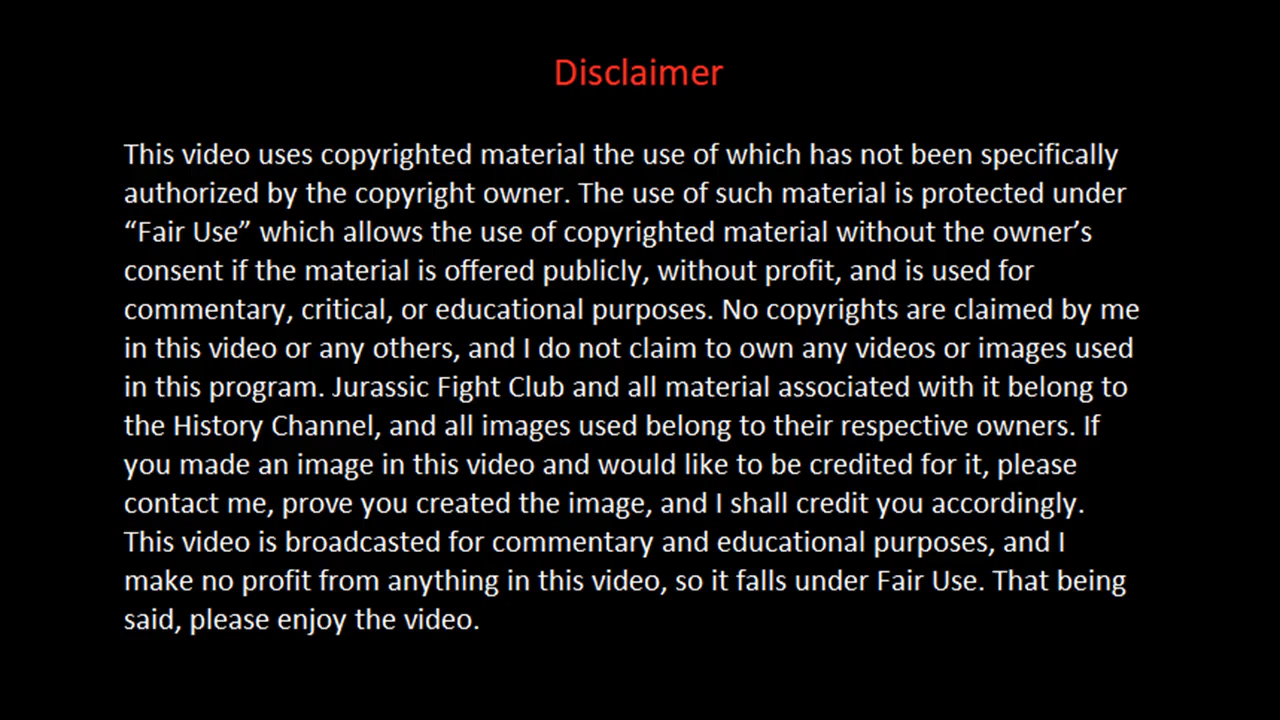 Disclaimer
This video uses copyrighted material the use of which has not been specifically
authorized by the copyright owner. The use of such material is protected under
“Fair Use” which allows the use of copyrighted material without the owner’s
consent if the material is offered publicly, without profit, and is used for
commentary, critical, or educational purposes. No copyrights are claimed by me
in this video or any others, and I do not claim to own any videos or images used
in this program. Jurassic Fight Club and all material associated with it belong to
the History Channel, and all images used belong to their respective owners. If
you made an image in this video and would like to be credited for it, please
contact me, prove you created the image, and I shall credit you accordingly.
This video is broadcasted for commentary and educational purposes, and I
make no profit from anything in this video, so it falls under Fair Use. That being
said, please enjoy the video.